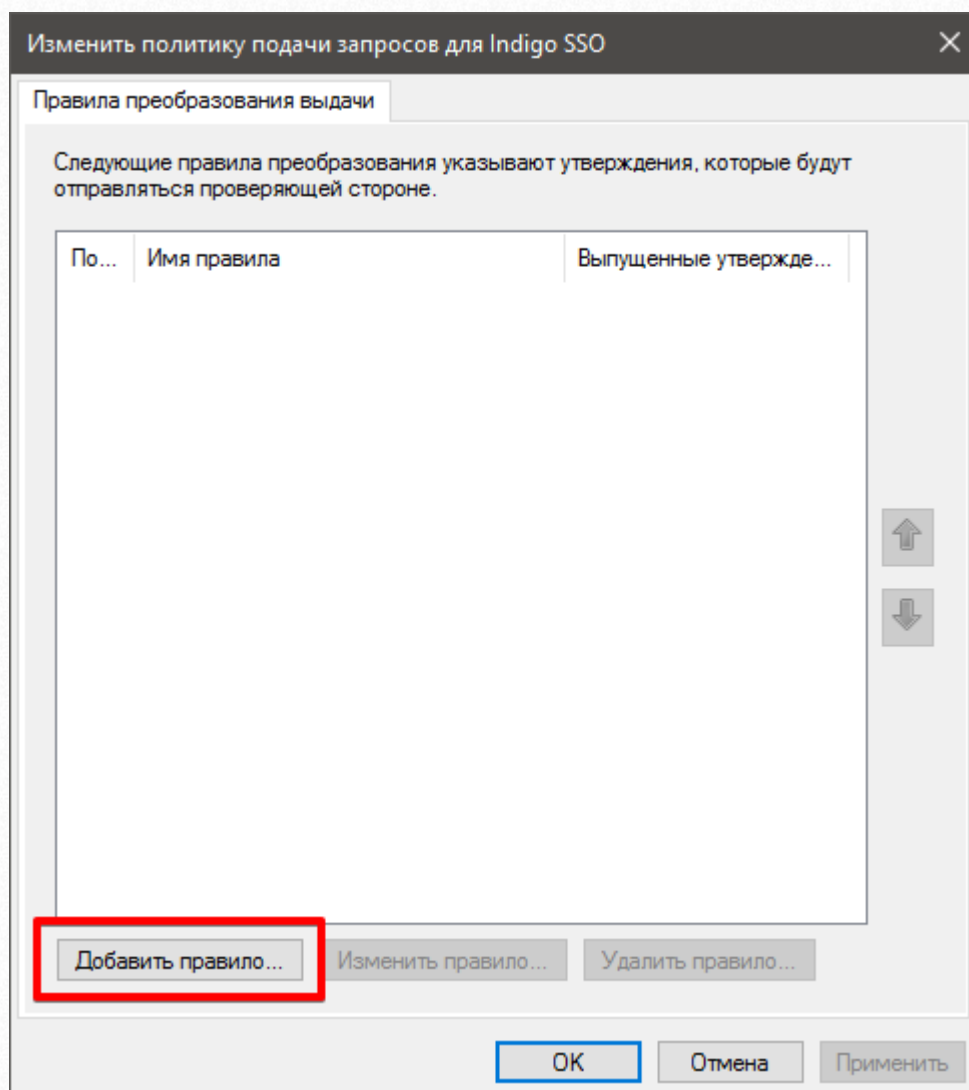 Изменить политику подачи запросов для Indigo SSO
Правила преобразования выдачи
Следующие правила преобразования указывают утверждения, которые будут
отправляться проверяющей стороне.
По... Имя правила Выпущенные утвержде...
Добавить правило... Изменить правило... Удалить правило...
OK Отмена Применить